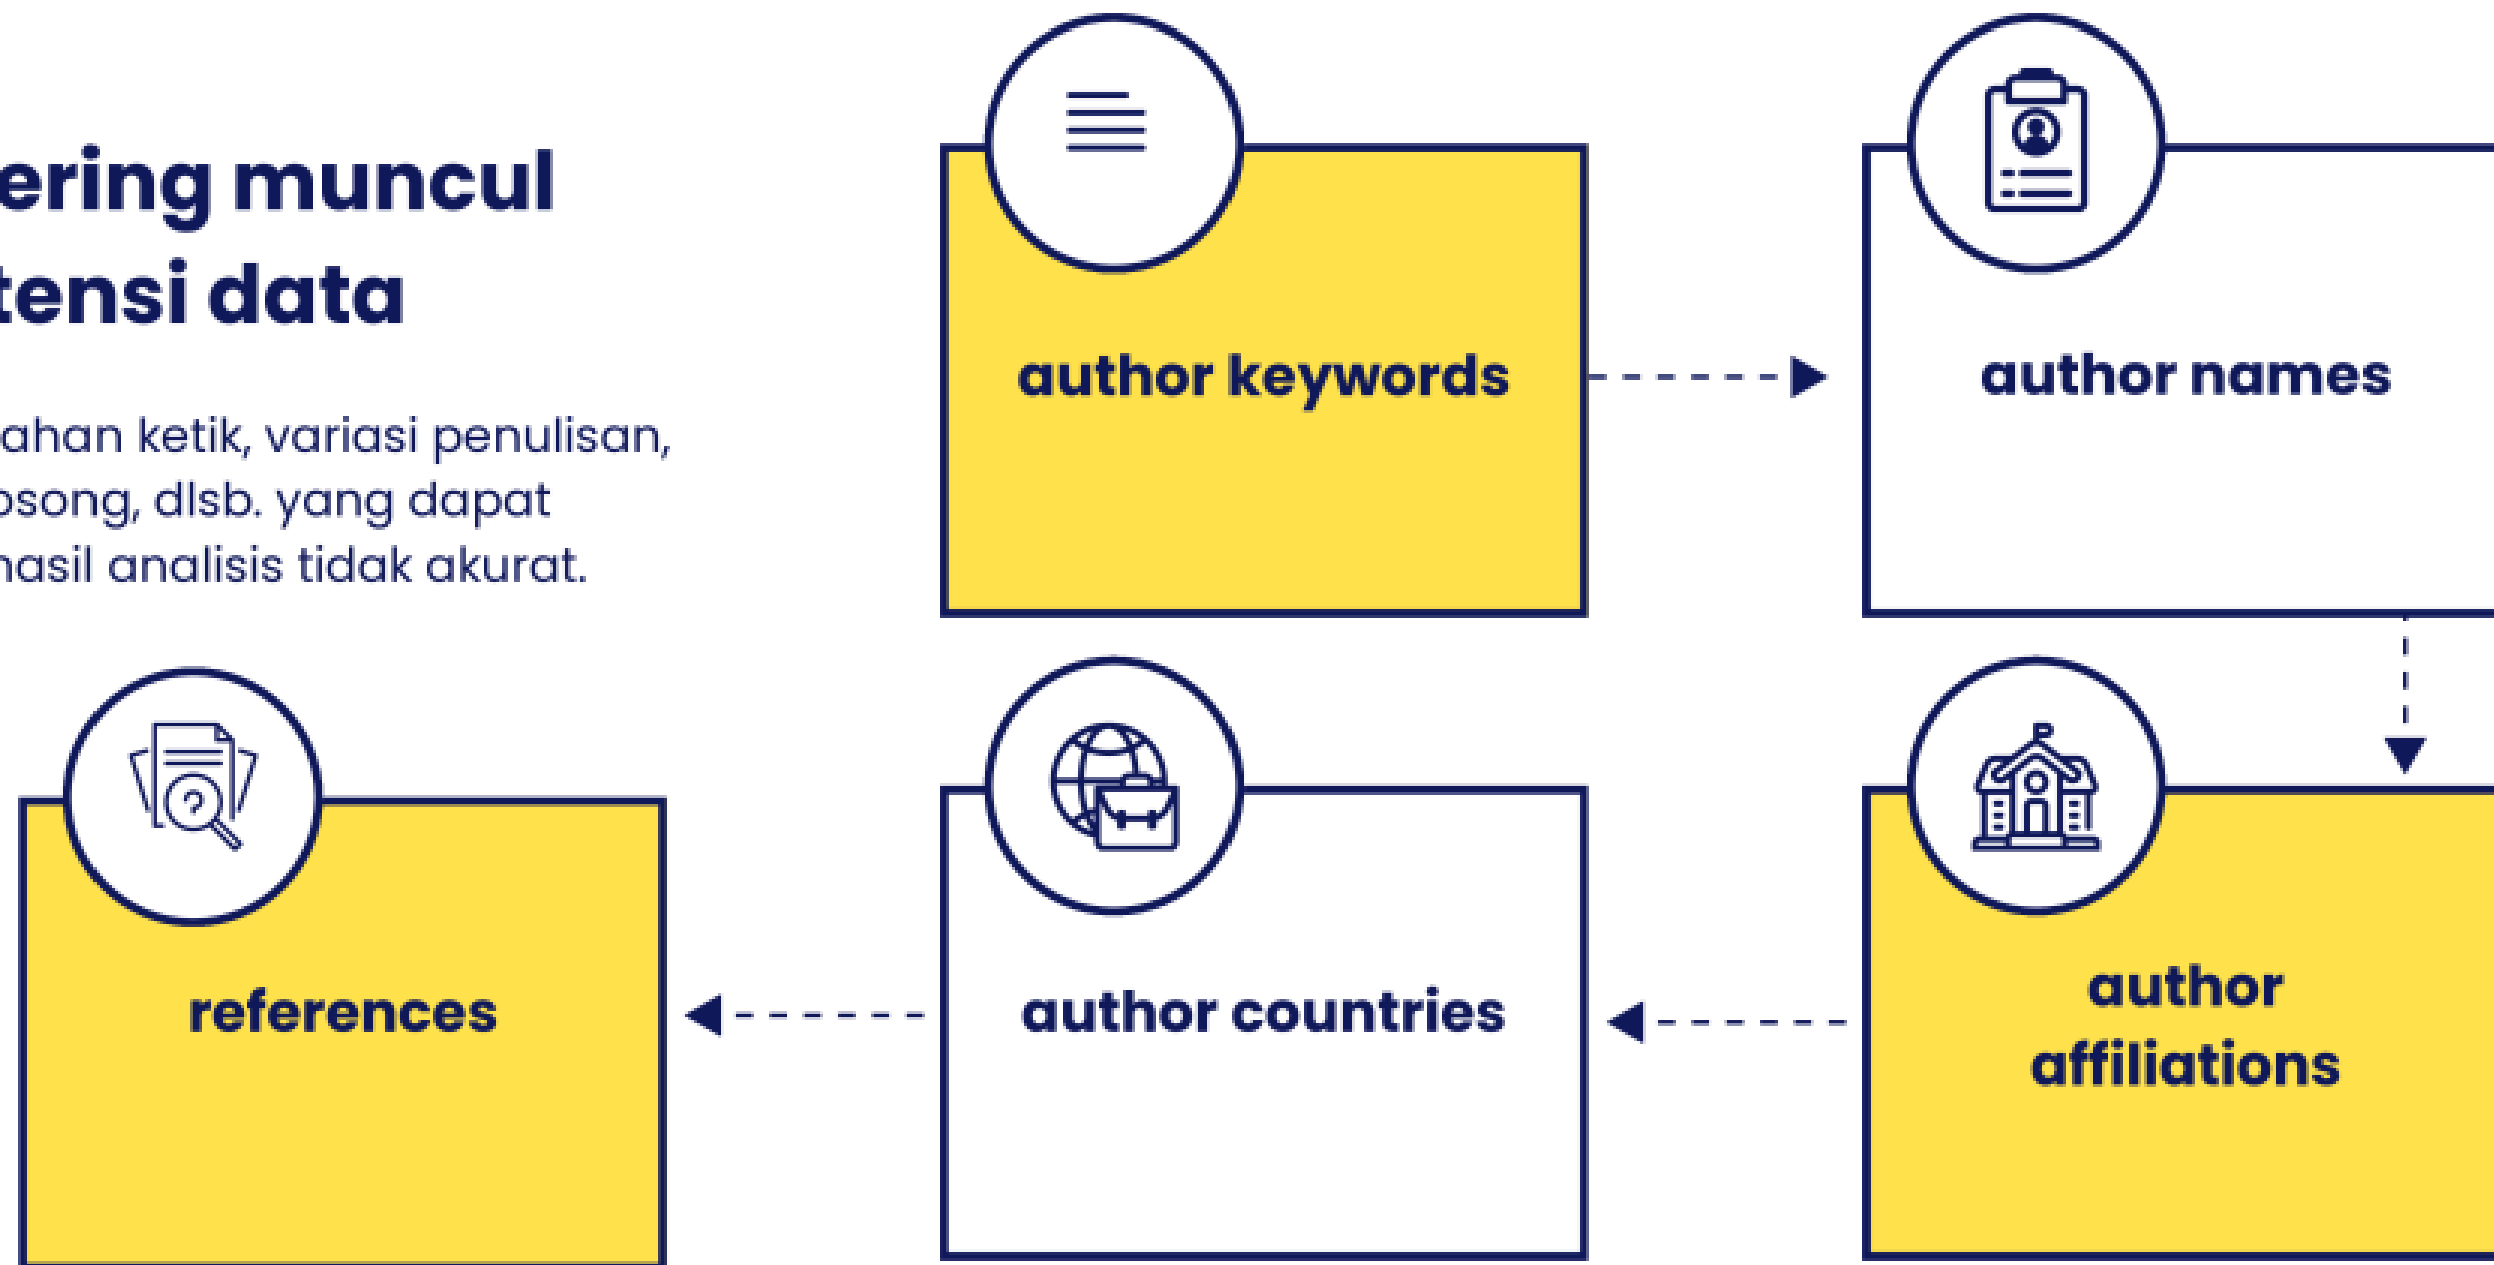 ering muncul
tensi data
ahan ketik, variasi penulisan,
osong, dlsb. yang dapat
hasil analisis tidak akurat.
author keywords
author names
author
affiliations
author countries
references